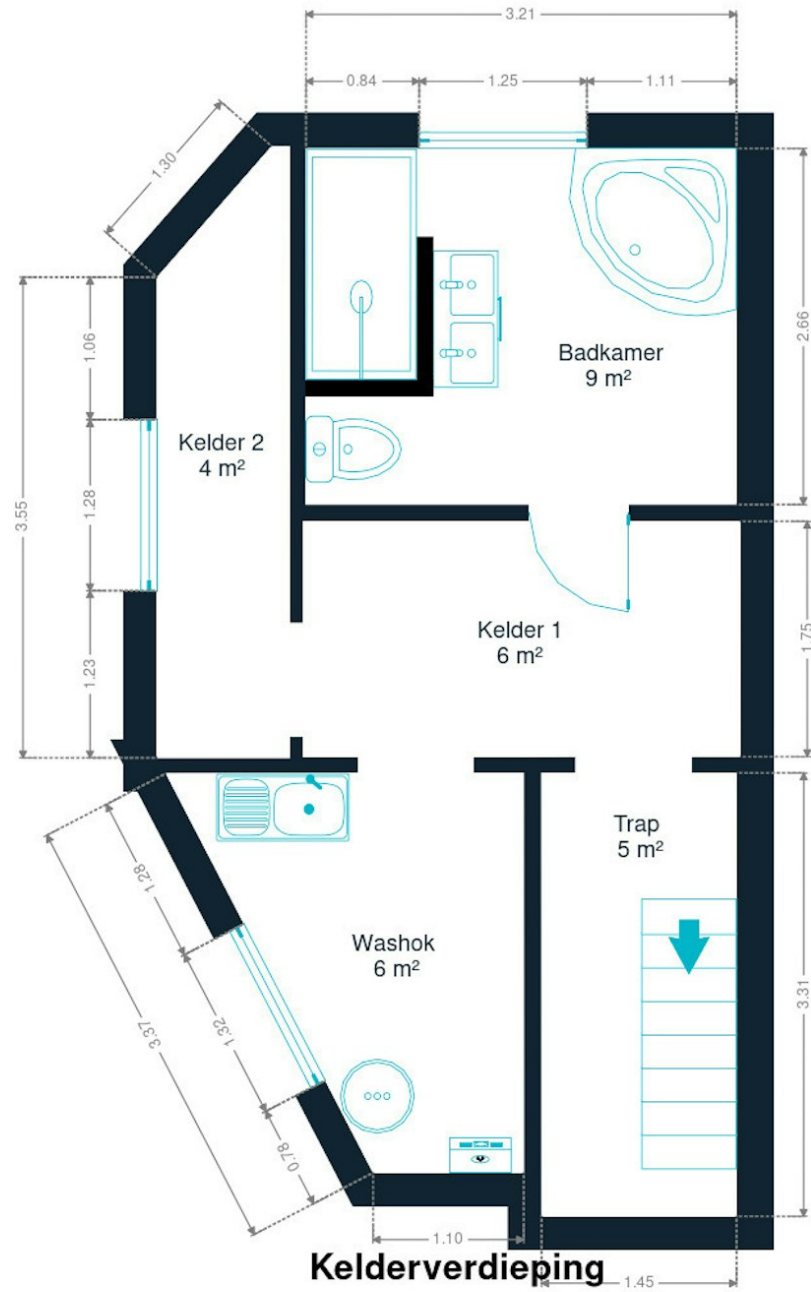 3.21
0.84
1.25
1.11
1.30
2.66
1.06
Badkamer
9 m²
Kelder 2
4 m²
3.55
1.28
Kelder 1
6 m²
1.75
1.23
Trap
5 m²
1.28
Washok
6 m²
3.31
1.32
3.37
0.78
1.10
Kelderverdieping
1.45